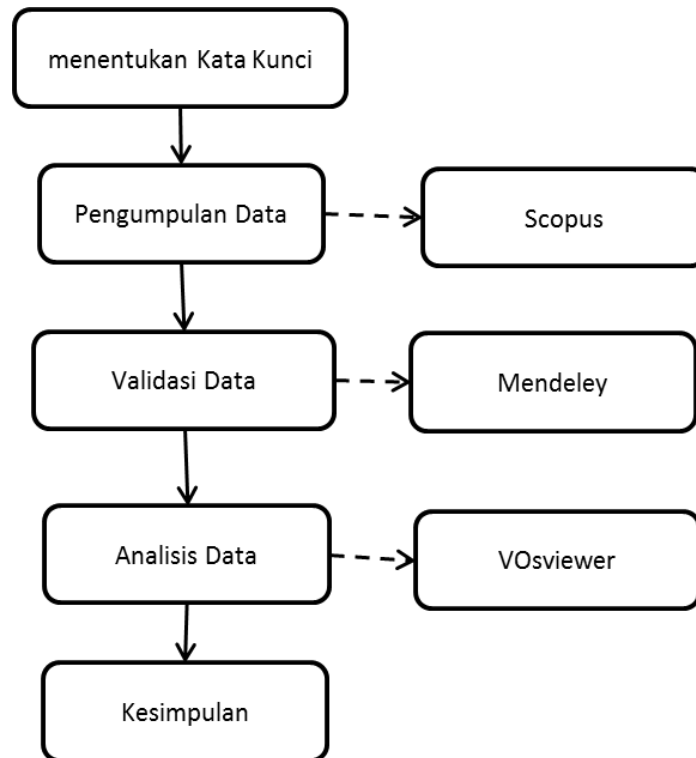 menentukan Kata Kunci
Pengumpulan Data
Scopus
Validasi Data
Mendeley
Analisis Data
VOsviewer
Kesimpulan